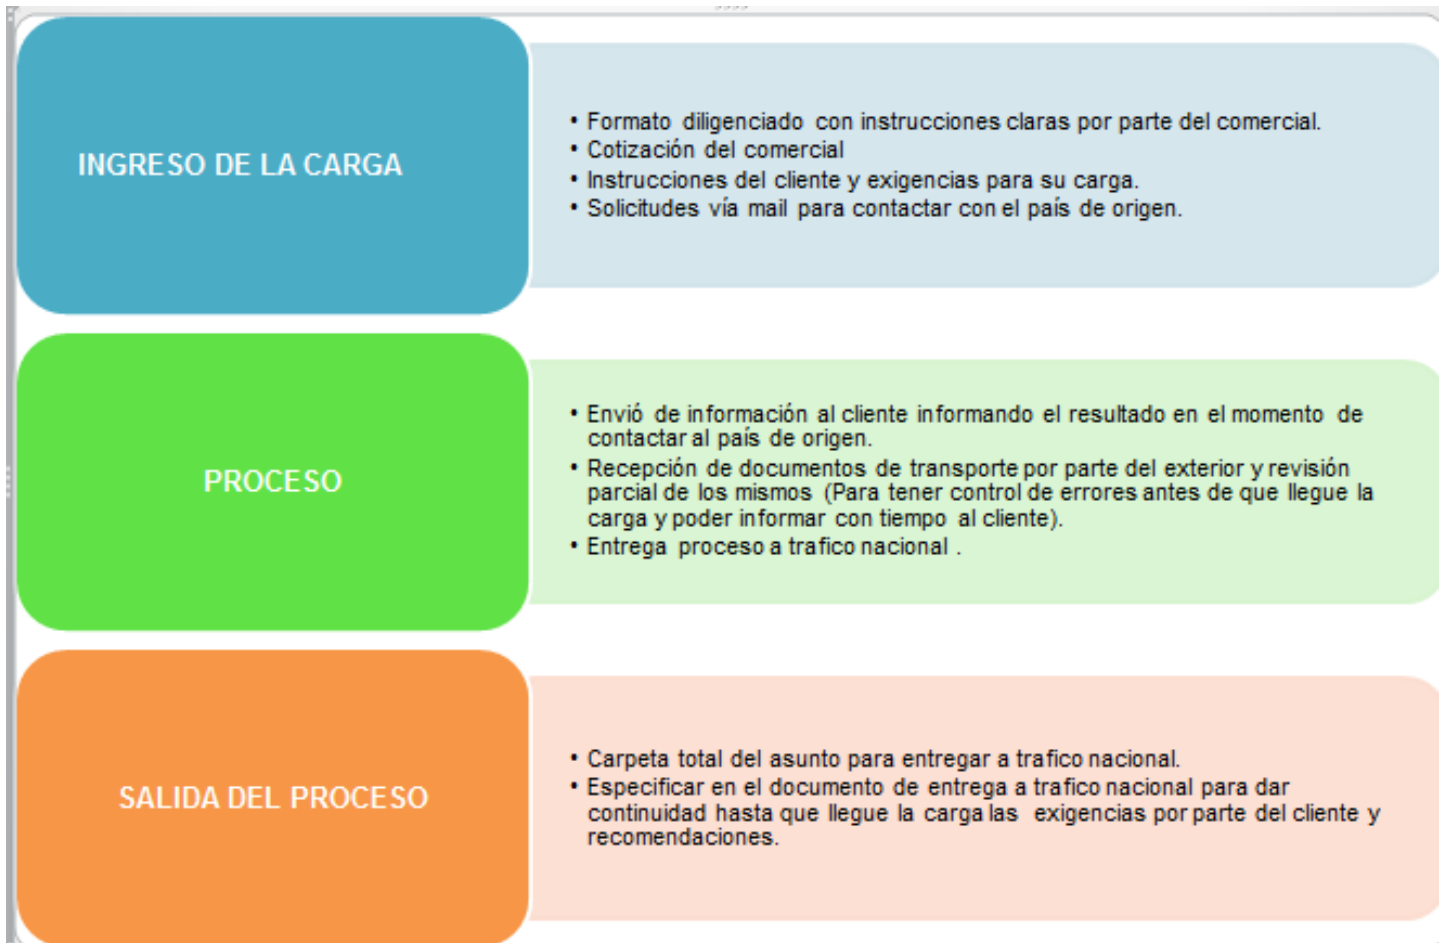 INGRESO DE LA CARGA
• Formato diligenciado con instrucciones claras por parte del comercial.
• Cotización del comercial
• Instrucciones del cliente y exigencias para su carga.
• Solicitudes vía mail para contactar con el país de origen.
PROCESO
• Envió de información al cliente informando el resultado en el momento de
contactar al país de origen.
• Recepción de documentos de transporte por parte del exterior y revisión
parcial de los mismos (Para tener control de errores antes de que llegue la
carga y poder informar con tiempo al cliente).
• Entrega proceso a trafico nacional .
SALIDA DEL PROCESO
• Carpeta total del asunto para entregar a trafico nacional.
• Especificar en el documento de entrega a trafico nacional para dar
continuidad hasta que llegue la carga las exigencias por parte del cliente y
recomendaciones.